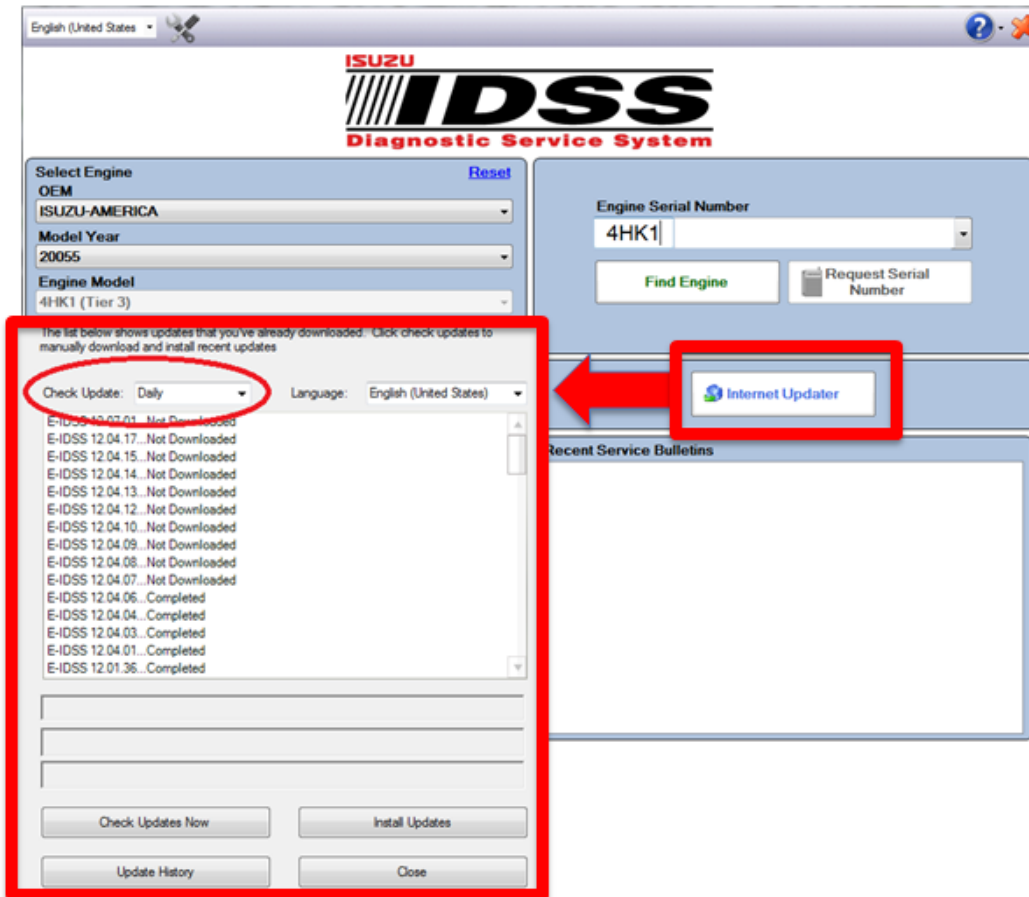 English (United States
?
ISUZU
IDSS
Diagnostic Service System
Select Engine
Reset
OEM
ISUZU-AMERICA
Model Year
20055
Engine Model
4HK1 (Tier 3)
Engine Serial Number
4HK1
Find Engine
Request Serial
Number
The list below shows updates that you've already downloaded. Click check updates to
manually download and install recent updates
Check Update: Daily
Language: English (United States)
E-IDSS 12.07.01...Not Downloaded
E-IDSS 12.04.17...Not Downloaded
E-IDSS 12.04.15...Not Downloaded
E-IDSS 12.04.14...Not Downloaded
E-IDSS 12.04.13...Not Downloaded
E-IDSS 12.04.12...Not Downloaded
E-IDSS 12.04.10...Not Downloaded
E-IDSS 12.04.09...Not Downloaded
E-IDSS 12.04.08...Not Downloaded
E-IDSS 12.04.07...Not Downloaded
E-IDSS 12.04.06...Completed
E-IDSS 12.04.04...Completed
E-IDSS 12.04.03...Completed
E-IDSS 12.04.01...Completed
E-IDSS 12.01.36...Completed
Check Updates Now
Install Updates
Update History
Close
Internet Updater
Recent Service Bulletins